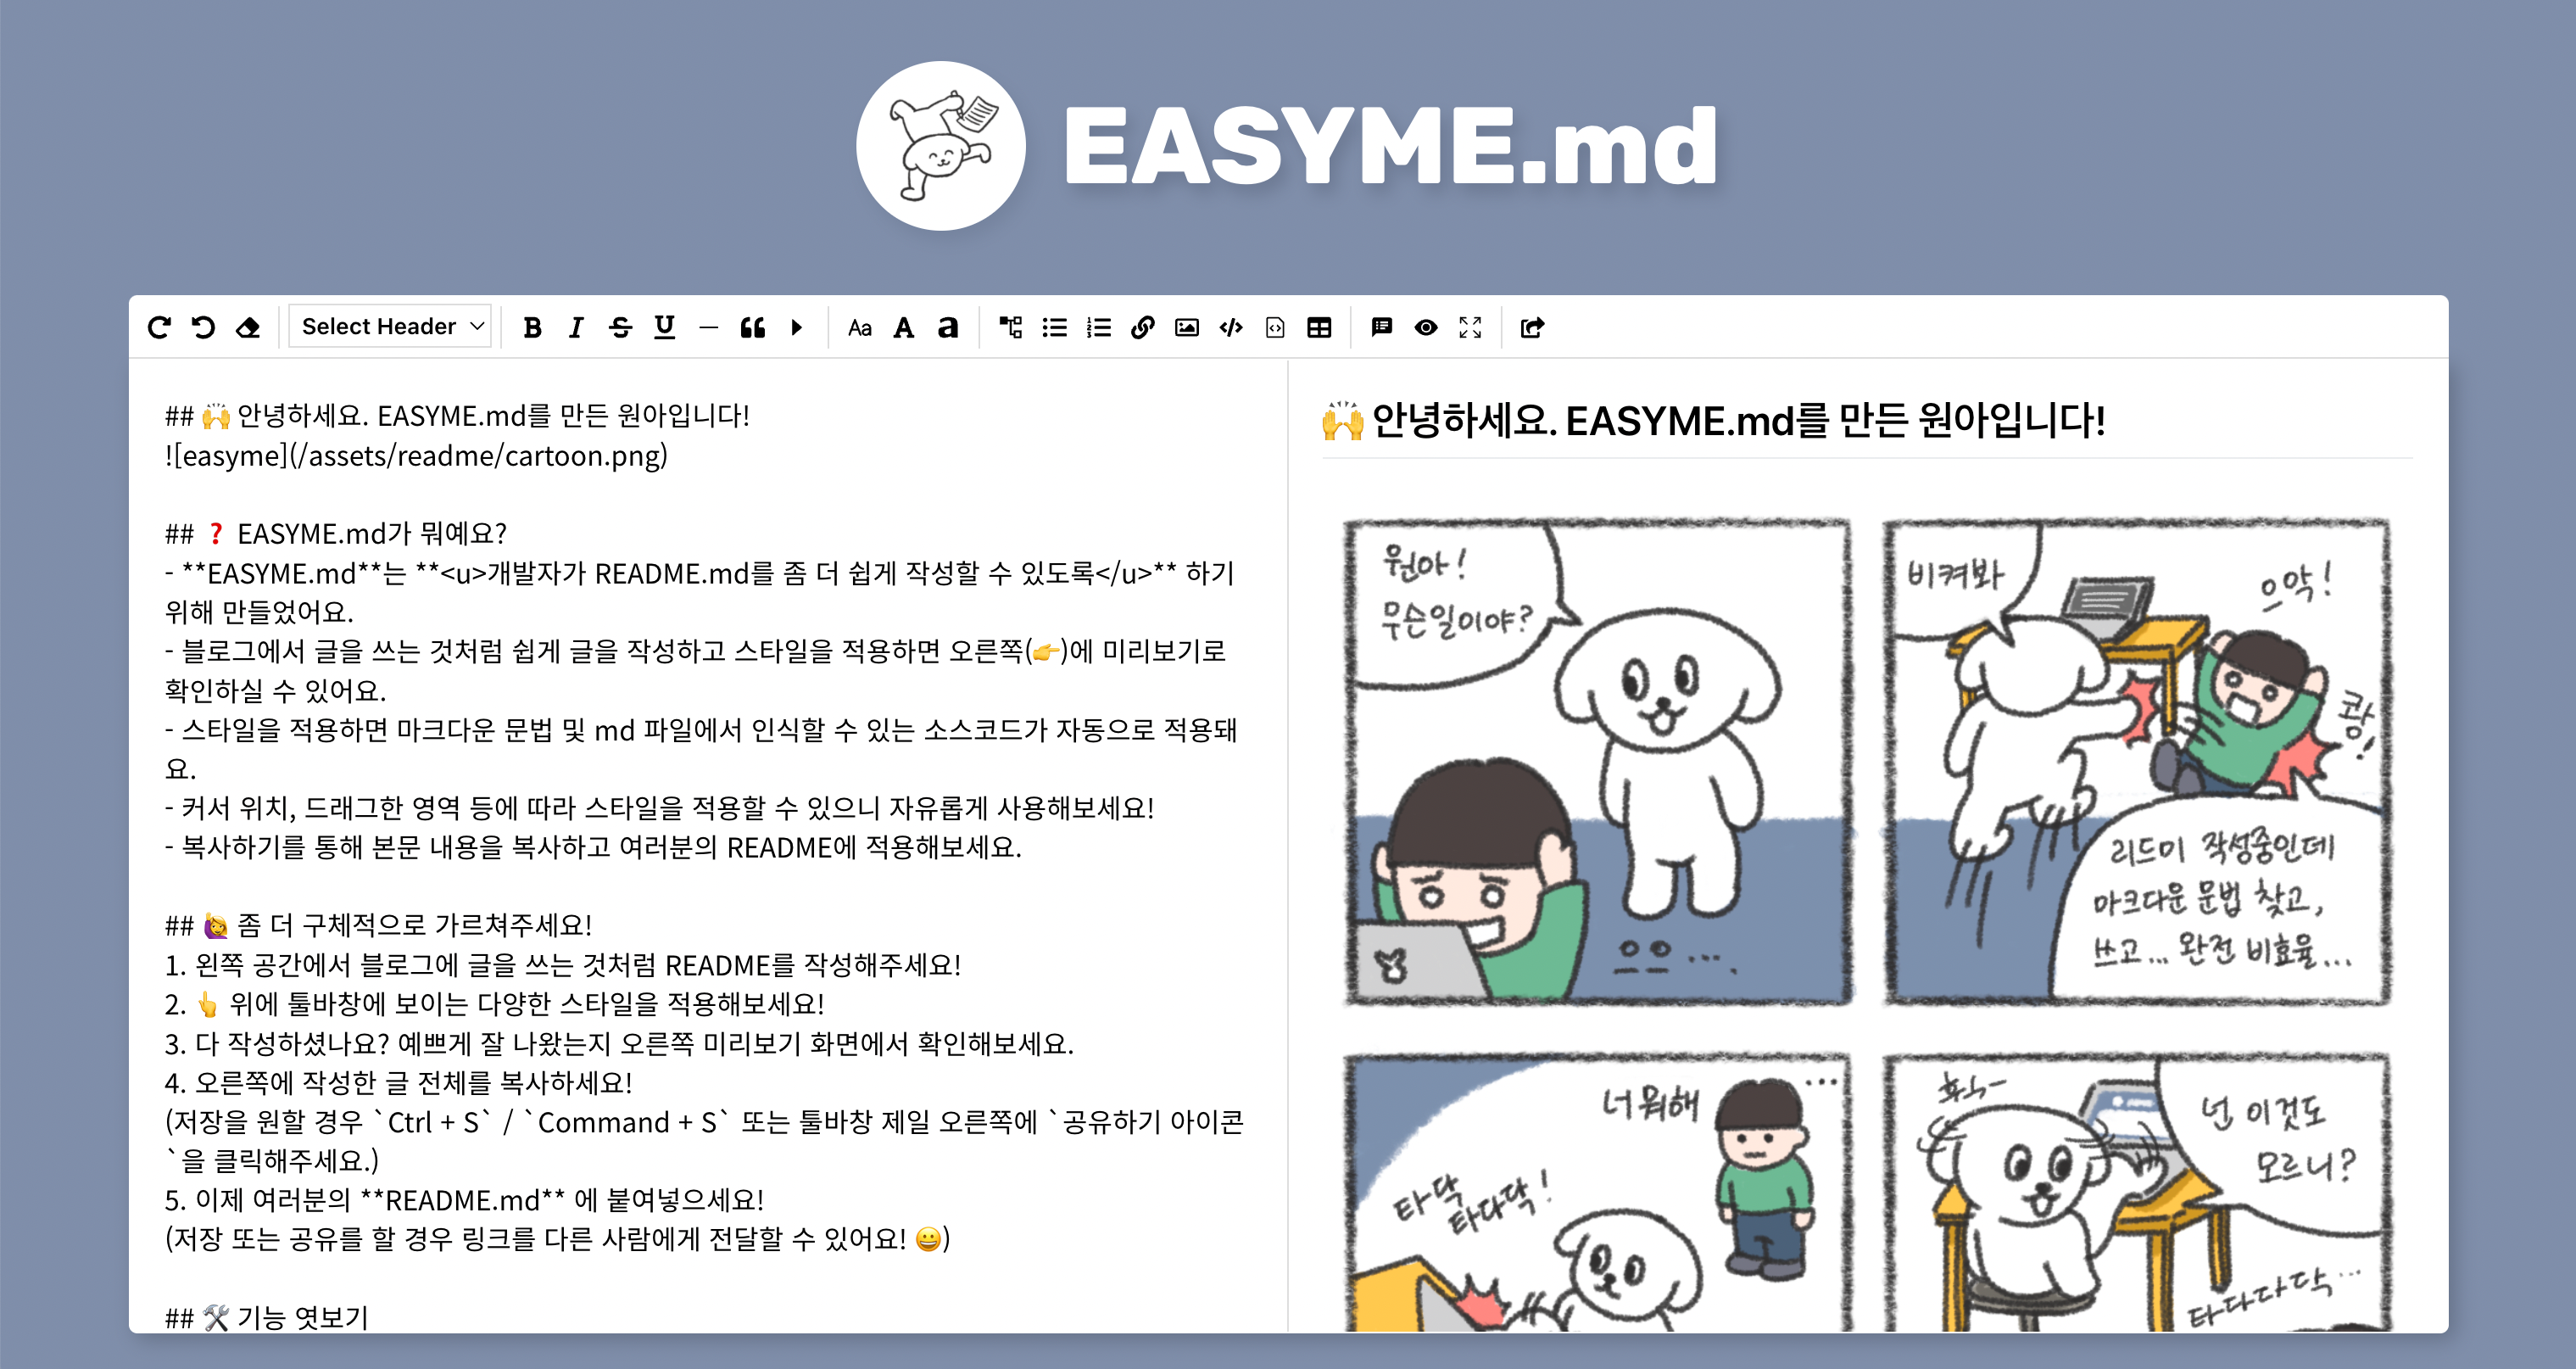 EASYME.md
Select Header
## 🙌 안녕하세요. EASYME.md를 만든 원아입니다!
![easyme](/assets/readme/cartoon.png)
## ❓ EASYME.md가 뭐예요?
- **EASYME.md**는 **<u>개발자가 README.md를 좀 더 쉽게 작성할 수 있도록</u>** 하기
위해 만들었어요.
- 블로그에서 글을 쓰는 것처럼 쉽게 글을 작성하고 스타일을 적용하면 오른쪽(👉)에 미리보기로
확인하실 수 있어요.
- 스타일을 적용하면 마크다운 문법 및 md 파일에서 인식할 수 있는 소스코드가 자동으로 적용돼
요.
- 커서 위치, 드래그한 영역 등에 따라 스타일을 적용할 수 있으니 자유롭게 사용해보세요!
- 복사하기를 통해 본문 내용을 복사하고 여러분의 README에 적용해보세요.
## 🙋‍♀️ 좀 더 구체적으로 가르쳐주세요!
1. 왼쪽 공간에서 블로그에 글을 쓰는 것처럼 README를 작성해주세요!
2. 👆 위에 툴바창에 보이는 다양한 스타일을 적용해보세요!
3. 다 작성하셨나요? 예쁘게 잘 나왔는지 오른쪽 미리보기 화면에서 확인해보세요.
4. 오른쪽에 작성한 글 전체를 복사하세요!
(저장을 원할 경우 `Ctrl + S` / `Command + S` 또는 툴바창 제일 오른쪽에 `공유하기 아이콘
`을 클릭해주세요.)
5. 이제 여러분의 **README.md** 에 붙여넣으세요!
(저장 또는 공유를 할 경우 링크를 다른 사람에게 전달할 수 있어요! 😀)
## 🛠 기능 엿보기
🙌 안녕하세요. EASYME.md를 만든 원아입니다!
원아!
무슨일이야?
비켜봐
으악!
쾅!
리드미 작성중인데
마크다운 문법 찾고,
쓰고... 완전 비효율...
너 뭐해
...
타닥
타다닥!
후우-
넌 이것도
모르니?
타다다닥...